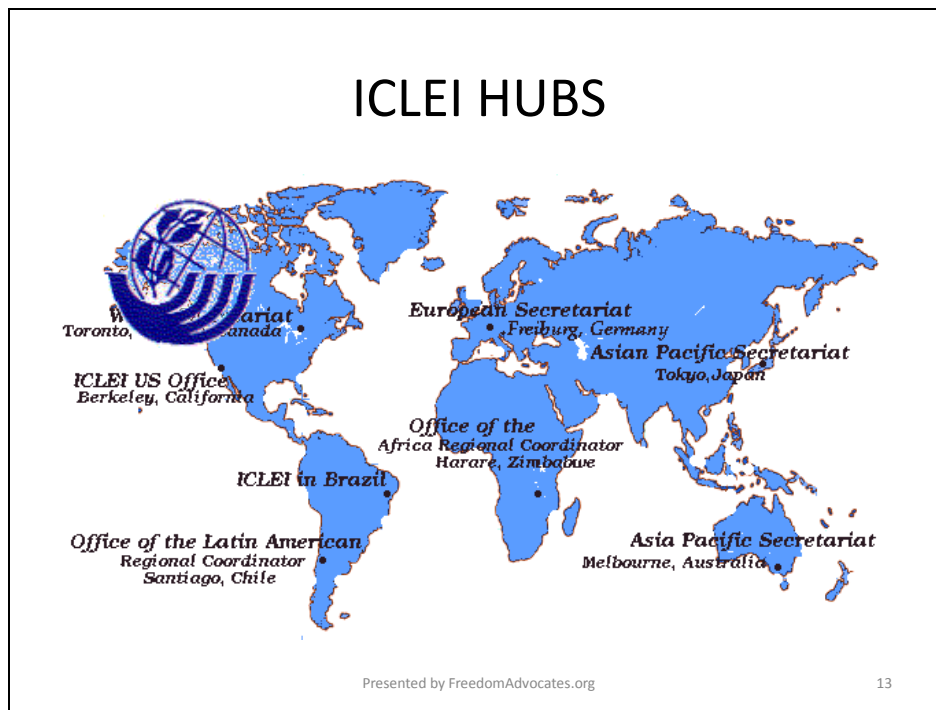 ICLEI HUBS
Toronto, Canada
European Secretariat
Freiburg, Germany
Asian Pacific Secretariat
Tokyo,Japan
ICLEI US Office
Berkeley, California
Office of the
Africa Regional Coordinator
Harare, Zimbabwe
ICLEI in Brazil
Office of the Latin American
Regional Coordinator
Santiago, Chile
Asia Pacific Secretariat
Melbourne, Australia
Presented by FreedomAdvocates.org
13